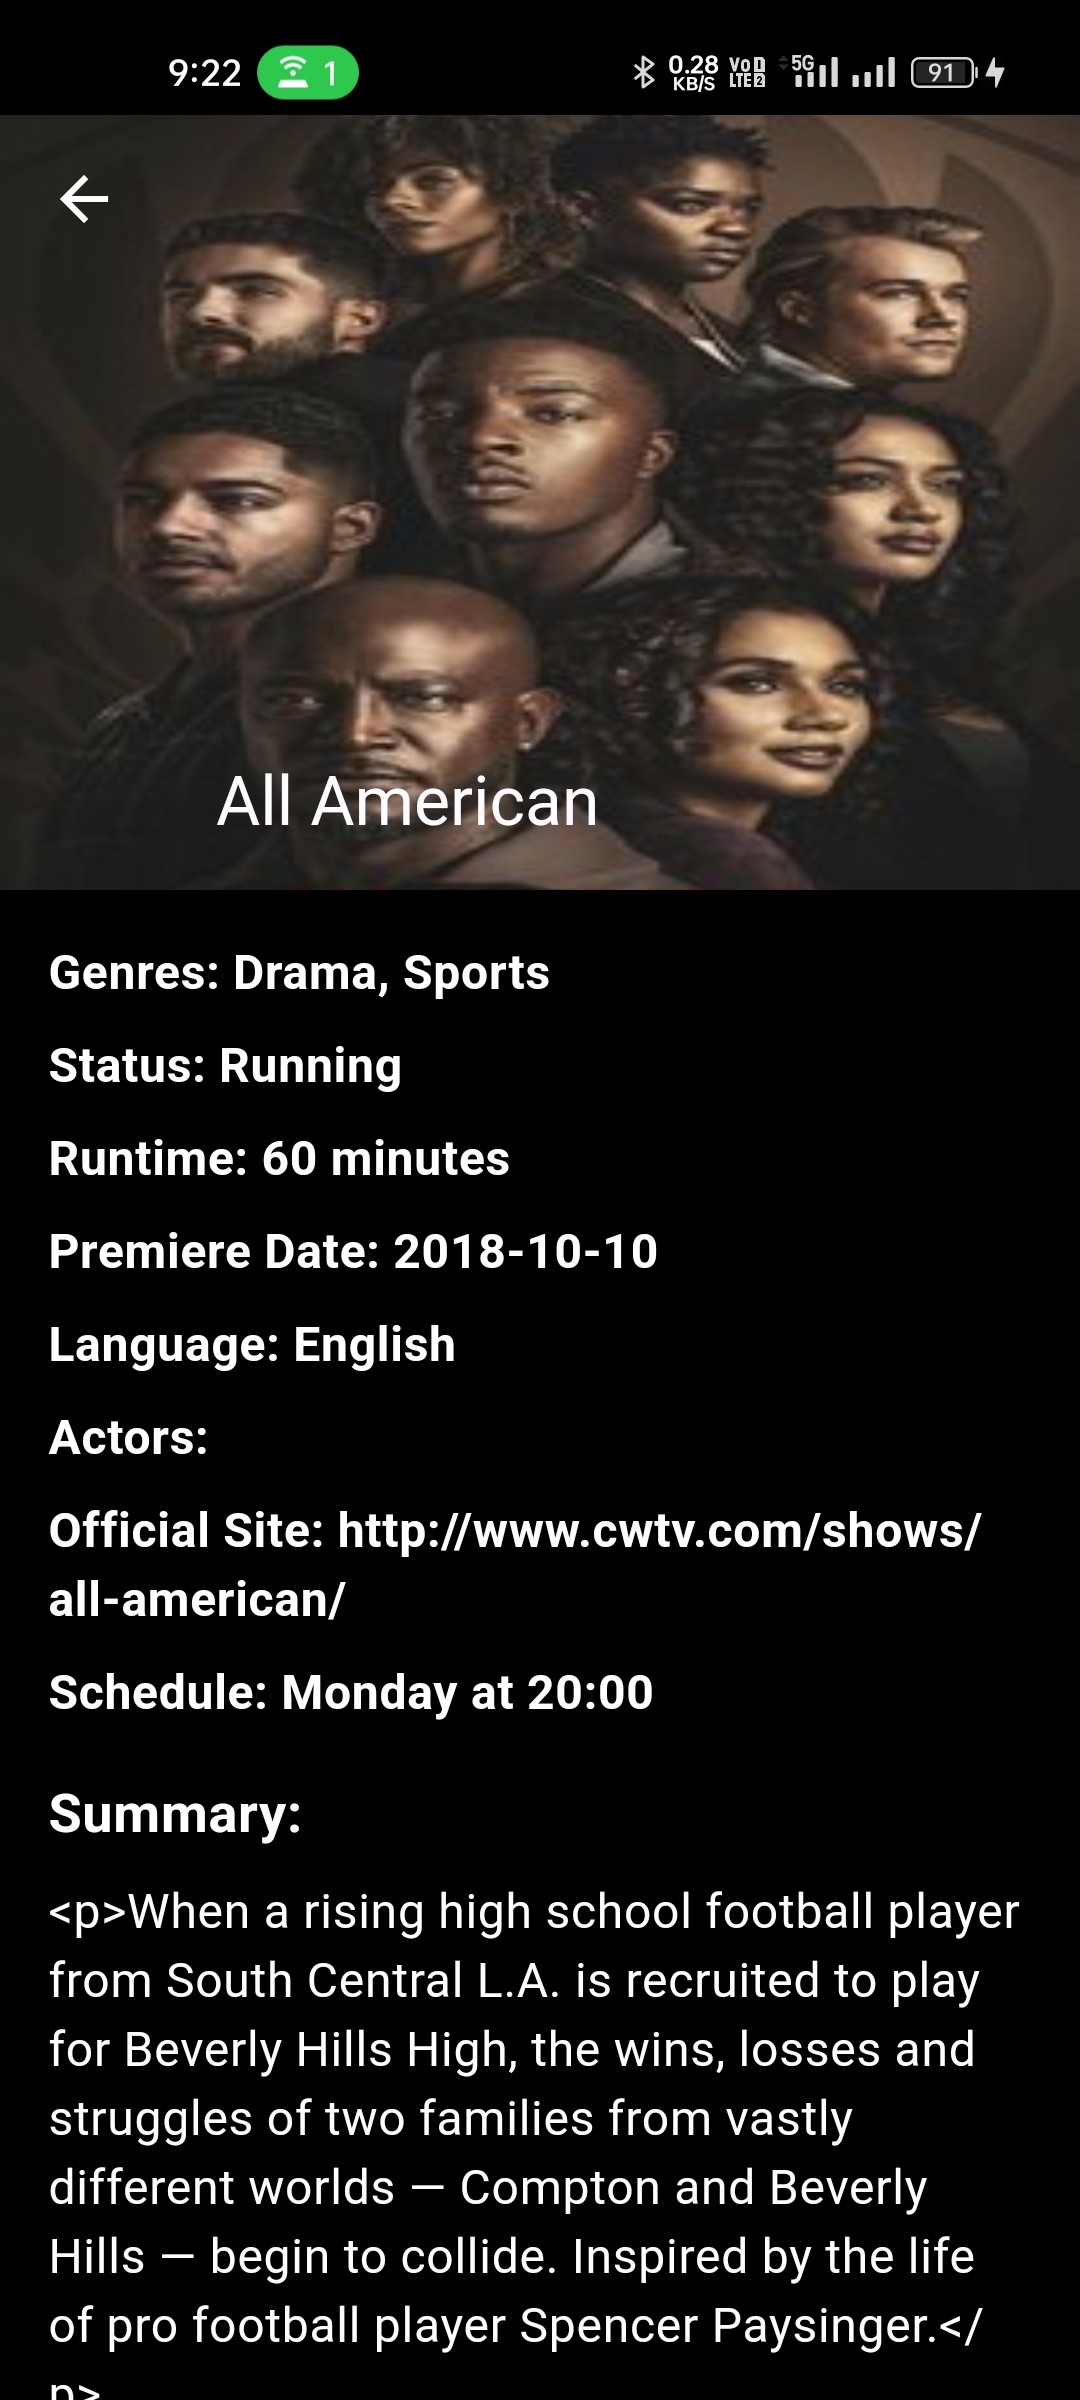 9:22 1 0.28 KB/S VoD LTE 2 5G 91
All American
Genres: Drama, Sports
Status: Running
Runtime: 60 minutes
Premiere Date: 2018-10-10
Language: English
Actors:
Official Site: http://www.cwtv.com/shows/
all-american/
Schedule: Monday at 20:00
Summary:
<p>When a rising high school football player
from South Central L.A. is recruited to play
for Beverly Hills High, the wins, losses and
struggles of two families from vastly
different worlds — Compton and Beverly
Hills — begin to collide. Inspired by the life
of pro football player Spencer Paysinger.</
p>